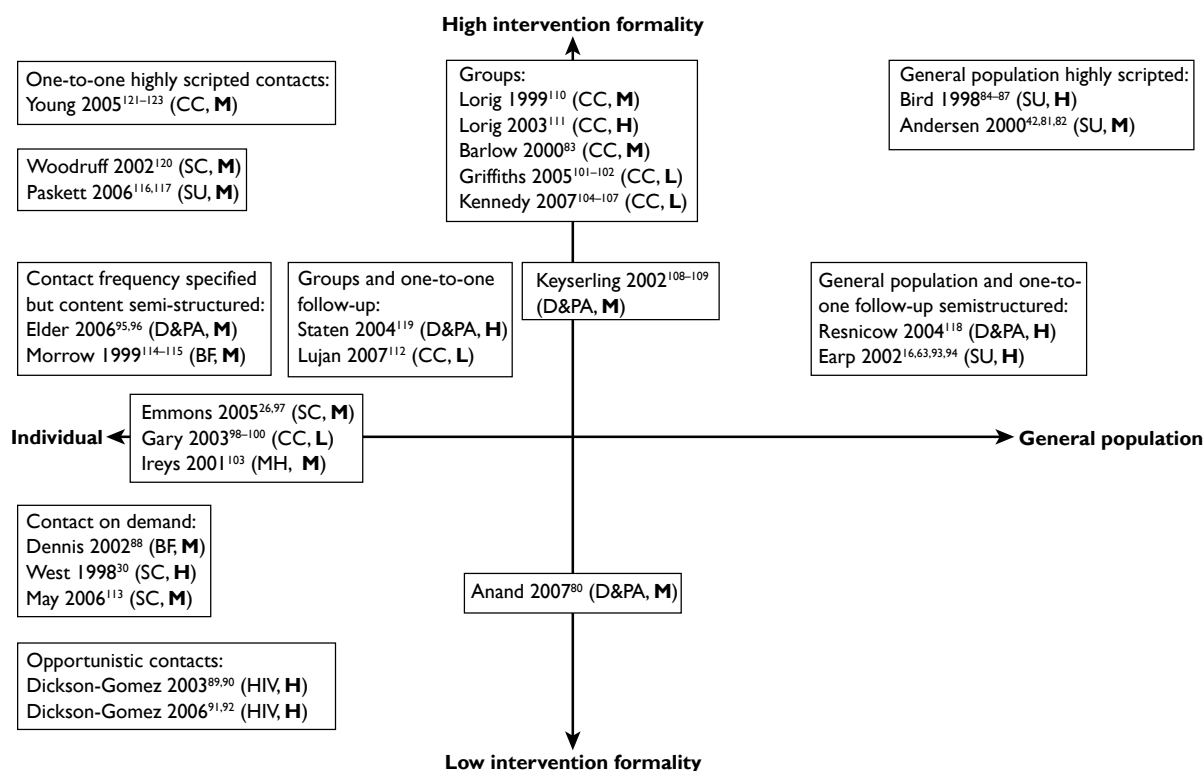 High intervention formality
One-to-one highly scripted contacts:
Young 2005121–123 (CC, M)
Groups:
Lorig 1999110 (CC, M)
Lorig 2003111 (CC, H)
Barlow 200083 (CC, M)
Griffiths 2005101–102 (CC, L)
Kennedy 2007104–107 (CC, L)
General population highly scripted:
Bird 199884–87 (SU, H)
Andersen 200042,81,82 (SU, M)
Woodruff 2002120 (SC, M)
Paskett 2006116,117 (SU, M)
Contact frequency specified
but content semi-structured:
Elder 200695,96 (D&PA, M)
Morrow 1999114–115 (BF, M)
Groups and one-to-one
follow-up:
Staten 2004119 (D&PA, H)
Lujan 2007112 (CC, L)
Keyserling 2002108–109
(D&PA, M)
General population and one-to-
one follow-up semistructured:
Resnicow 2004118 (D&PA, H)
Earp 200216,63,93,94 (SU, H)
Emmons 200526,97 (SC, M)
Gary 200398–100 (CC, L)
Ireys 2001103 (MH, M)
Individual
General population
Contact on demand:
Dennis 200288 (BF, M)
West 199830 (SC, H)
May 2006113 (SC, M)
Anand 200780 (D&PA, M)
Opportunistic contacts:
Dickson-Gomez 200389,90 (HIV, H)
Dickson-Gomez 200691,92 (HIV, H)
Low intervention formality